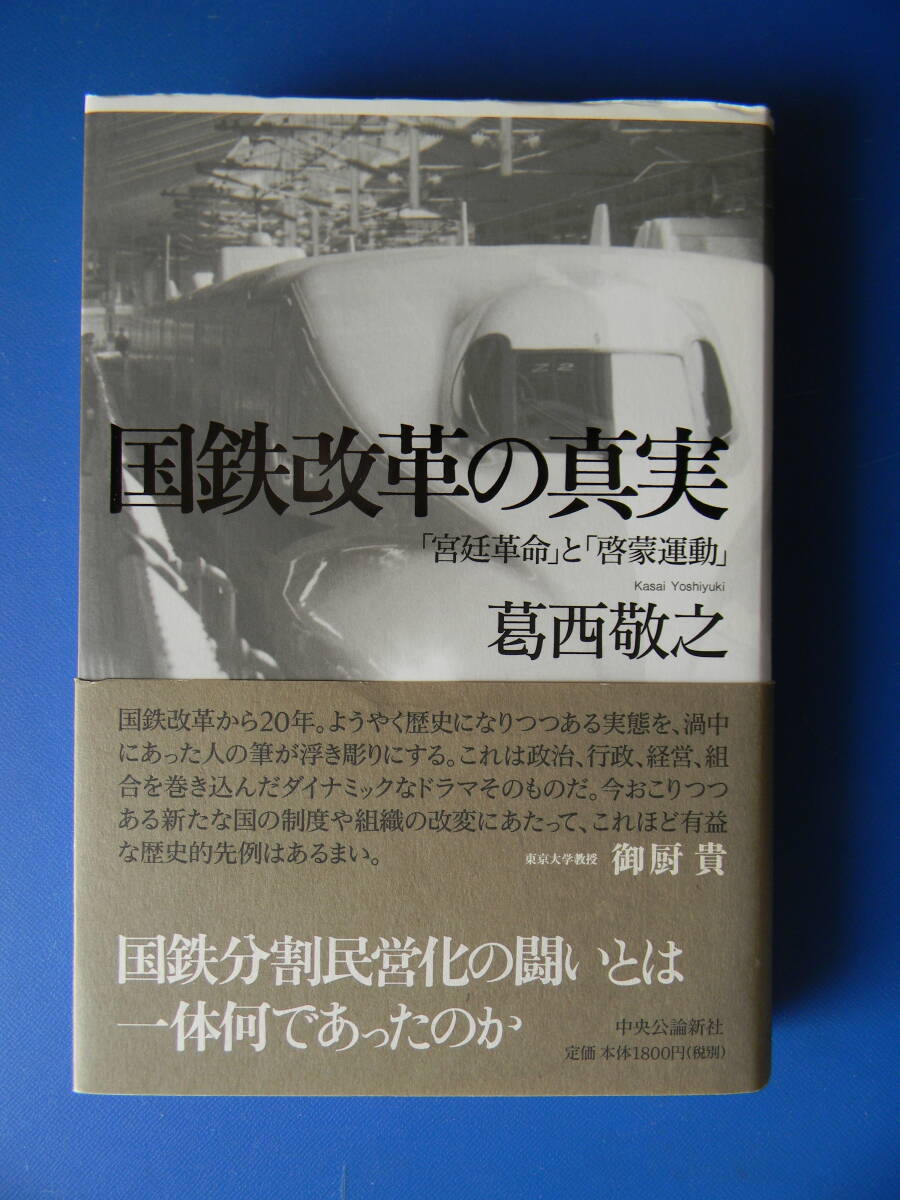 Z2
国鉄改革の真実
「宮廷革命」と「啓蒙運動」
Kasai Yoshiyuki
葛西敬之
国鉄改革から20年。ようやく歴史になりつつある実態を、渦中
にあった人の筆が浮き彫りにする。これは政治、行政、経営、組
合を巻き込んだダイナミックなドラマそのものだ。今おこりつつ
ある新たな国の制度や組織の改変にあたって、これほど有益
な歴史的先例はあるまい。
東京大学教授 御厨 貴
国鉄分割民営化の闘いとは
一体何であったのか
中央公論新社
定価 本体1800円(税別)